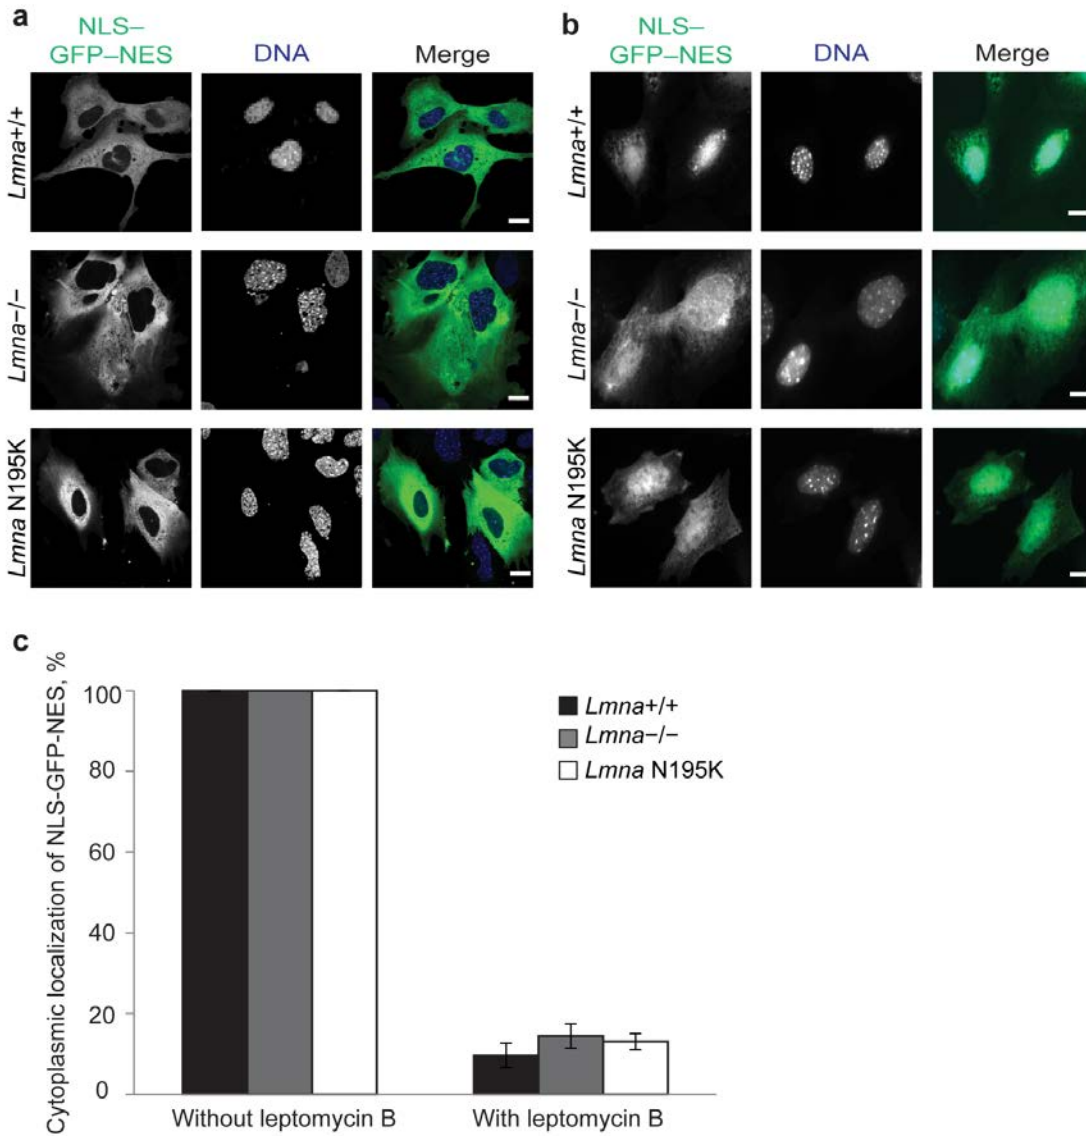 a
NLS–
GFP–NES
DNA
Merge
Lmna+/+
Lmna–/–
Lmna N195K
b
NLS–
GFP–NES
DNA
Merge
Lmna+/+
Lmna–/–
Lmna N195K
c
Cytoplasmic localization of NLS-GFP-NES, %
100
80
60
40
20
0
Without leptomycin B
With leptomycin B
Lmna+/+
Lmna–/–
Lmna N195K